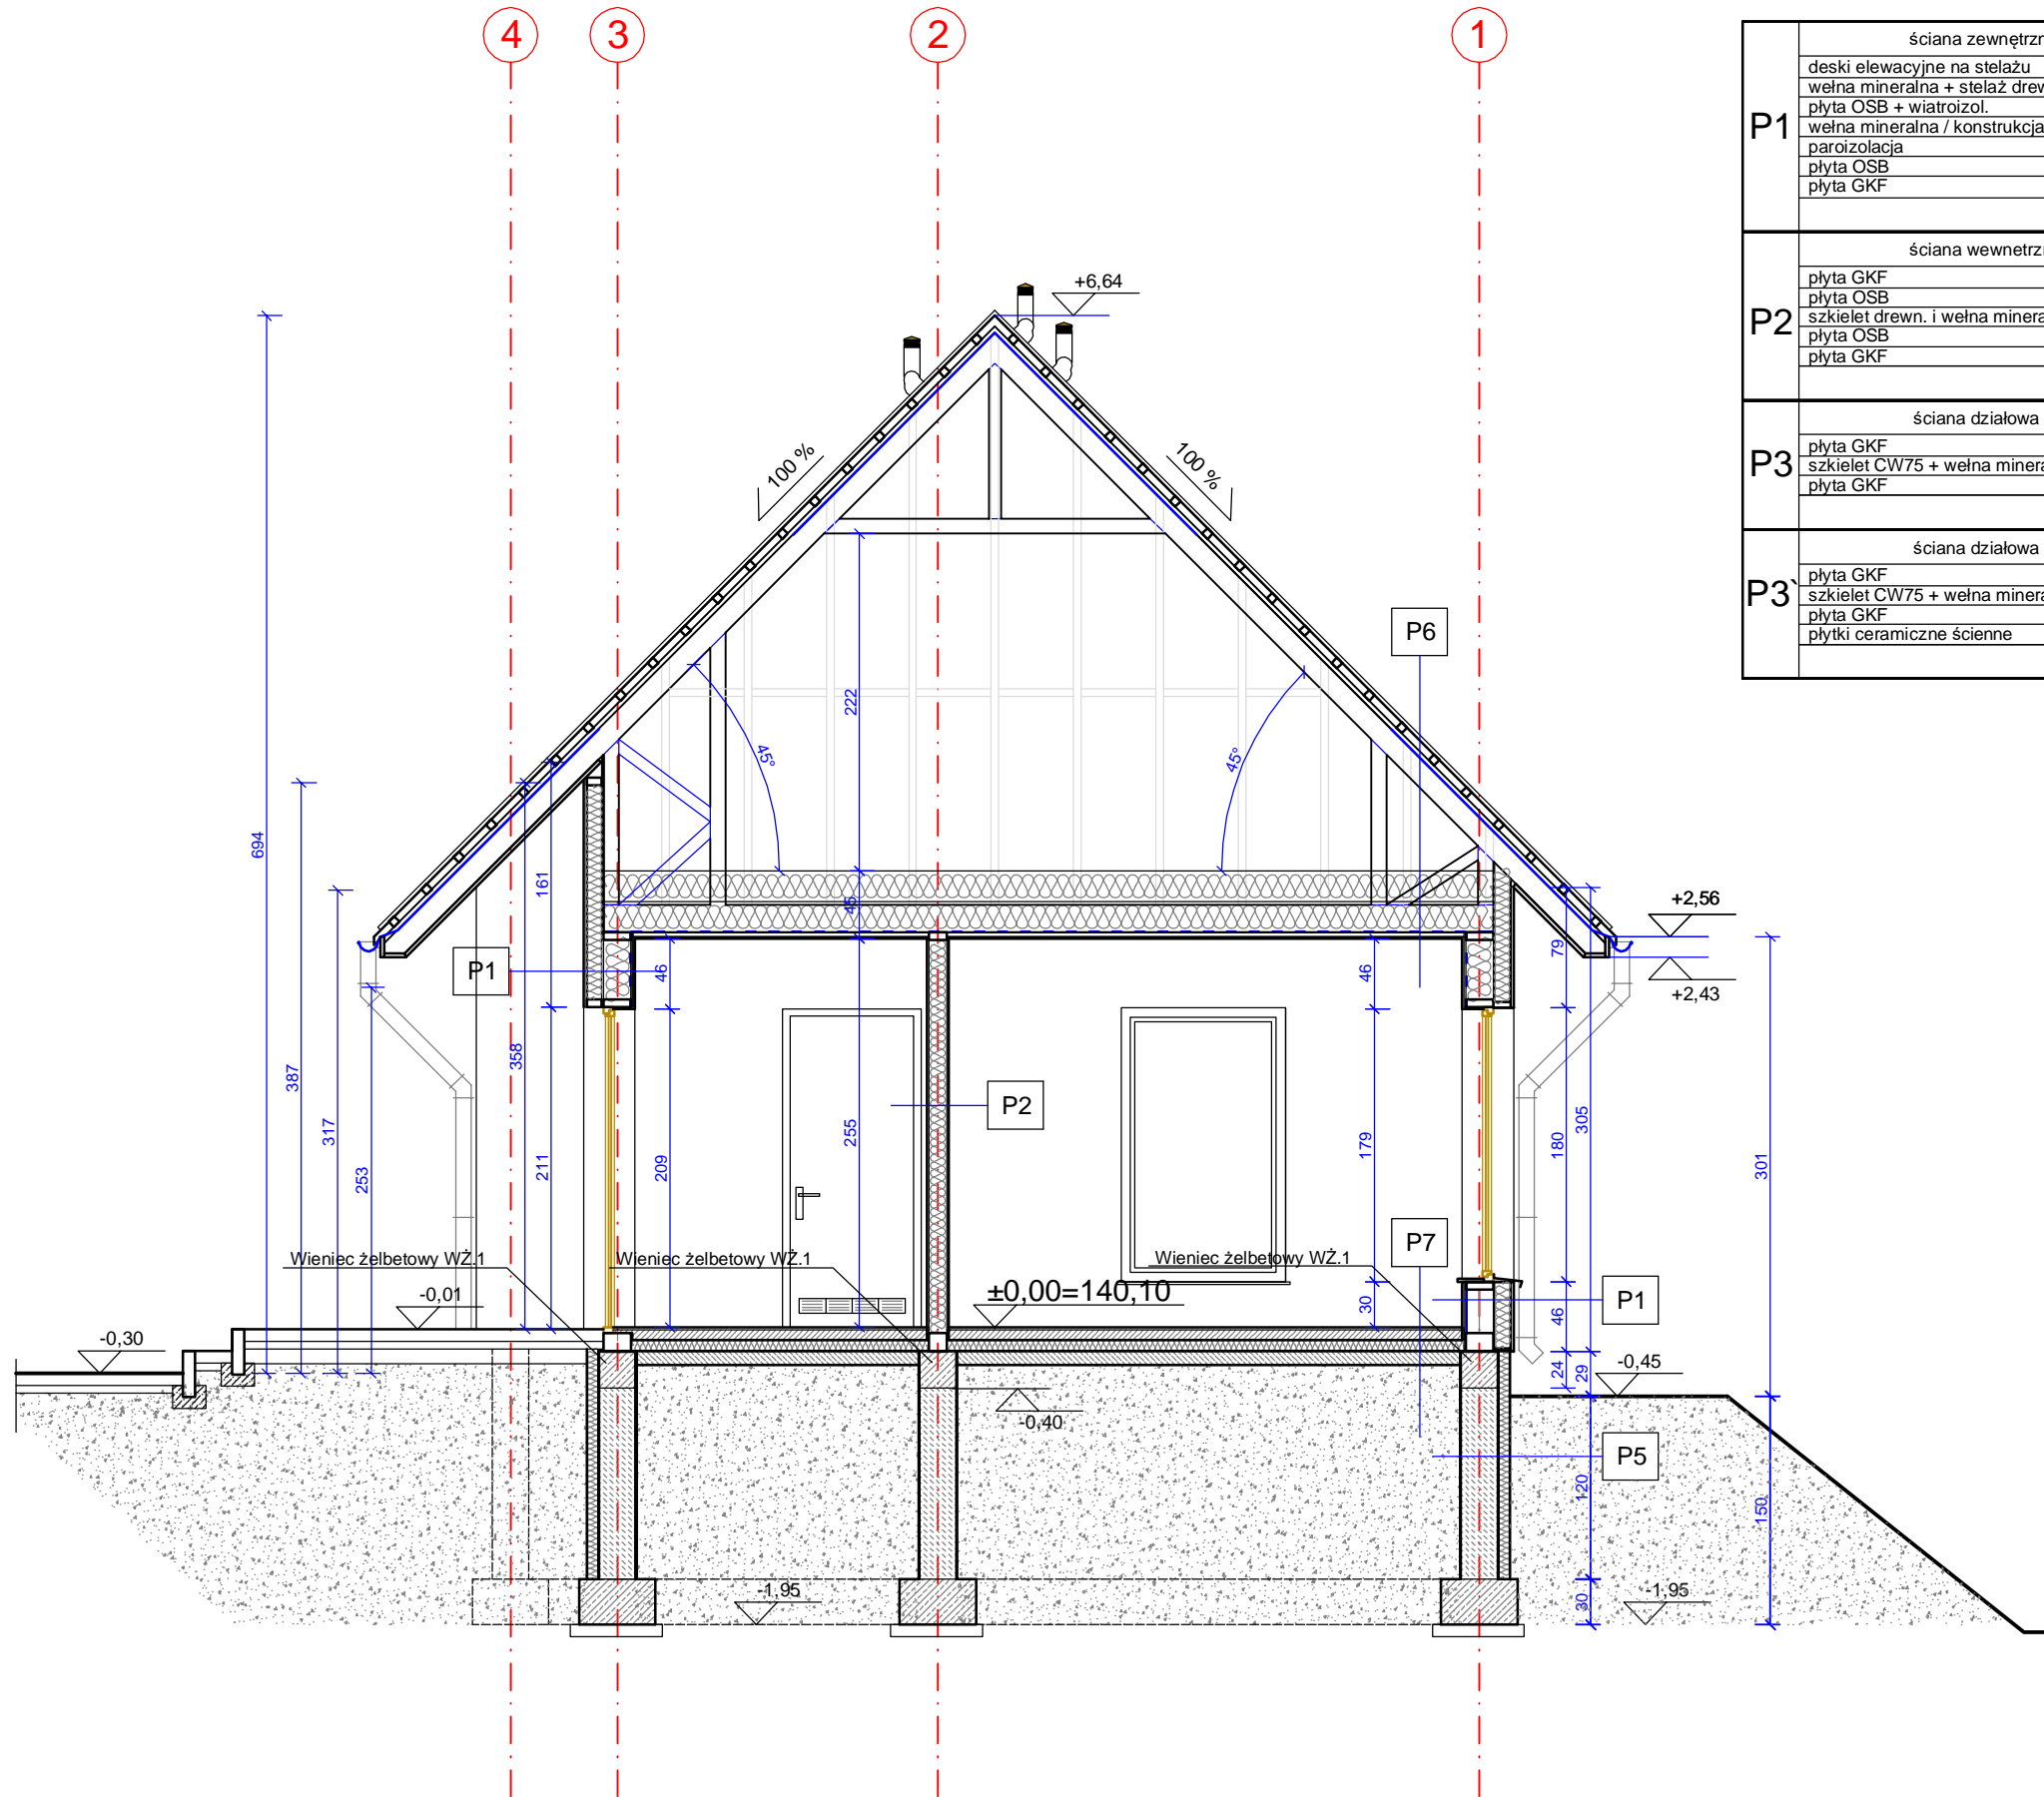 4
3
2
1
P1
ściana zewnętrzn
deski elewacyjne na stelażu
wełna mineralna + stelaż drew
płyta OSB + wiatroizol.
wełna mineralna / konstrukcja
paroizolacja
płyta OSB
płyta GKF
P2
ściana wewnetrzn
płyta GKF
płyta OSB
szkielet drewn. i wełna minera
płyta OSB
płyta GKF
P3
ściana działowa
płyta GKF
szkielet CW75 + wełna minera
płyta GKF
P3`
ściana działowa
płyta GKF
szkielet CW75 + wełna minera
płyta GKF
płytki ceramiczne ścienne
+6,64
100 %
100 %
P6
222
45°
45°
694
387
317
253
358
161
211
45
46
209
255
46
179
30
79
180
46
305
24
29
301
120
30
150
+2,56
+2,43
P1
P2
P7
P1
P5
Wieniec żelbetowy WŻ.1
Wieniec żelbetowy WŻ.1
Wieniec żelbetowy WŻ.1
±0,00=140,10
-0,01
-0,30
-0,45
-0,40
-1,95
-1,95